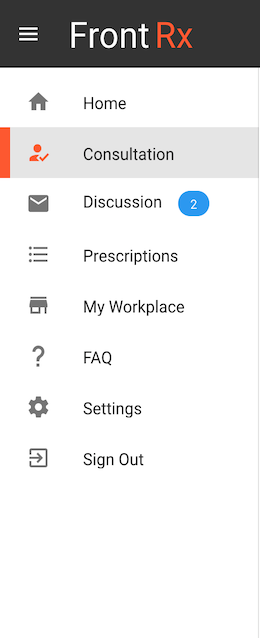 Front Rx
Home
Consultation
Discussion 2
Prescriptions
My Workplace
FAQ
Settings
Sign Out